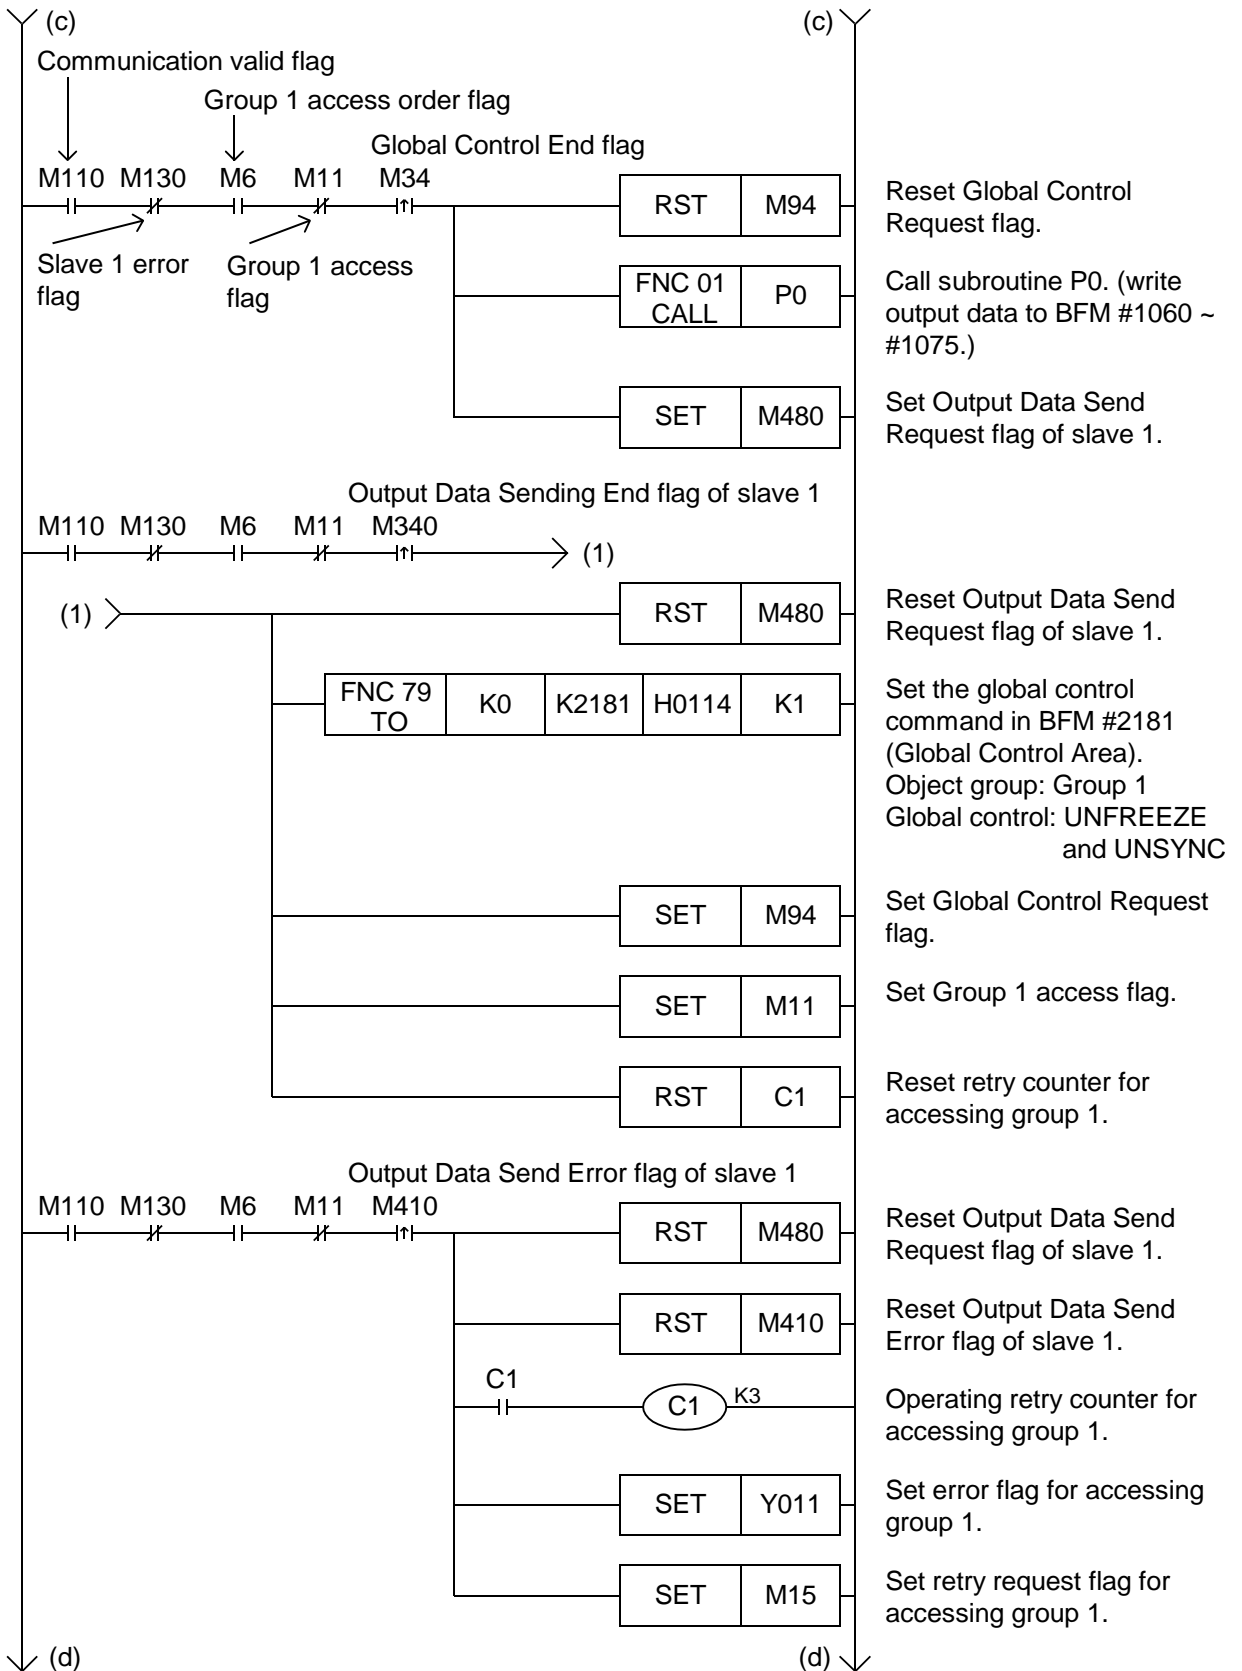 (c) (c)
Communication valid flag
Group 1 access order flag
Global Control End flag
M110 M130 M6 M11 M34
RST M94
Reset Global Control
Request flag.
Slave 1 error
flag
Group 1 access
flag
FNC 01
CALL
P0
Call subroutine P0. (write
output data to BFM #1060 ~
#1075.)
SET M480
Set Output Data Send
Request flag of slave 1.
Output Data Sending End flag of slave 1
M110 M130 M6 M11 M340
(1)
(1)
RST M480
Reset Output Data Send
Request flag of slave 1.
FNC 79
TO
K0 K2181 H0114 K1
Set the global control
command in BFM #2181
(Global Control Area).
Object group: Group 1
Global control: UNFREEZE
and UNSYNC
SET M94
Set Global Control Request
flag.
SET M11
Set Group 1 access flag.
RST C1
Reset retry counter for
accessing group 1.
Output Data Send Error flag of slave 1
M110 M130 M6 M11 M410
RST M480
Reset Output Data Send
Request flag of slave 1.
RST M410
Reset Output Data Send
Error flag of slave 1.
C1
C1 K3
Operating retry counter for
accessing group 1.
SET Y011
Set error flag for accessing
group 1.
SET M15
Set retry request flag for
accessing group 1.
(d) (d)